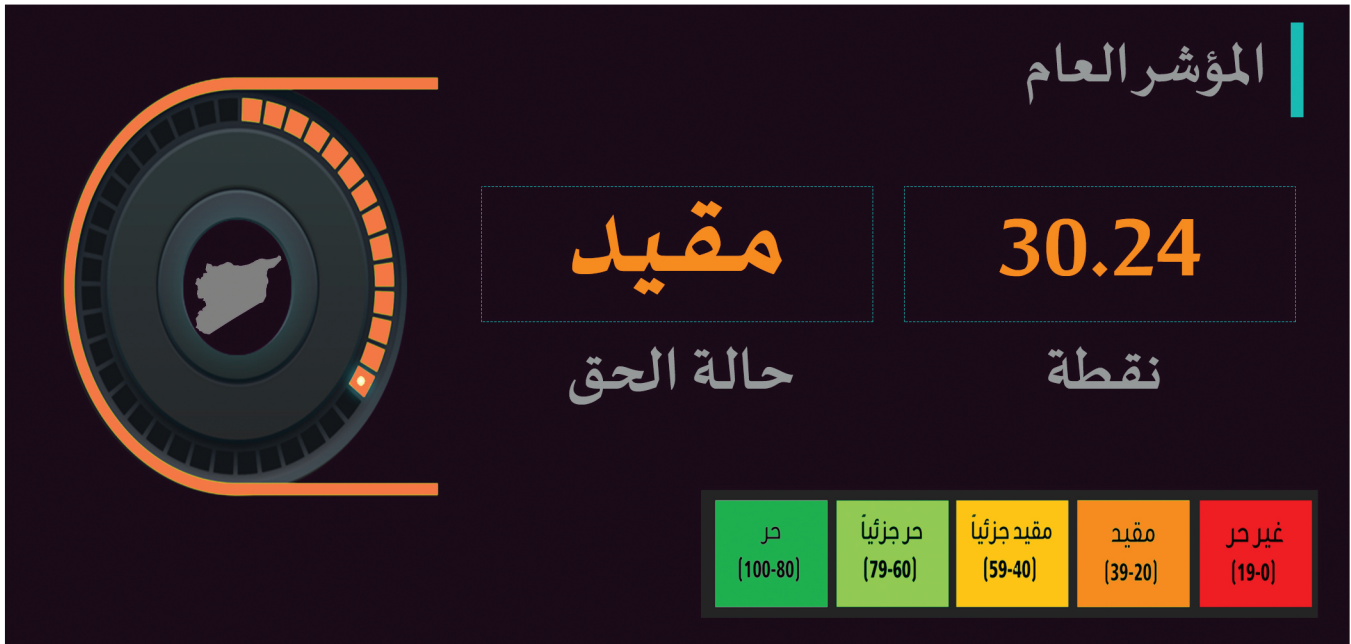 المؤشر العام
30.24
نقطة
مقيد
حالة الحق
غير حر
(19-0)
مقيد
(39-20)
مقيد جزئياً
(59-40)
حر جزئياً
(79-60)
حر
(100-80)